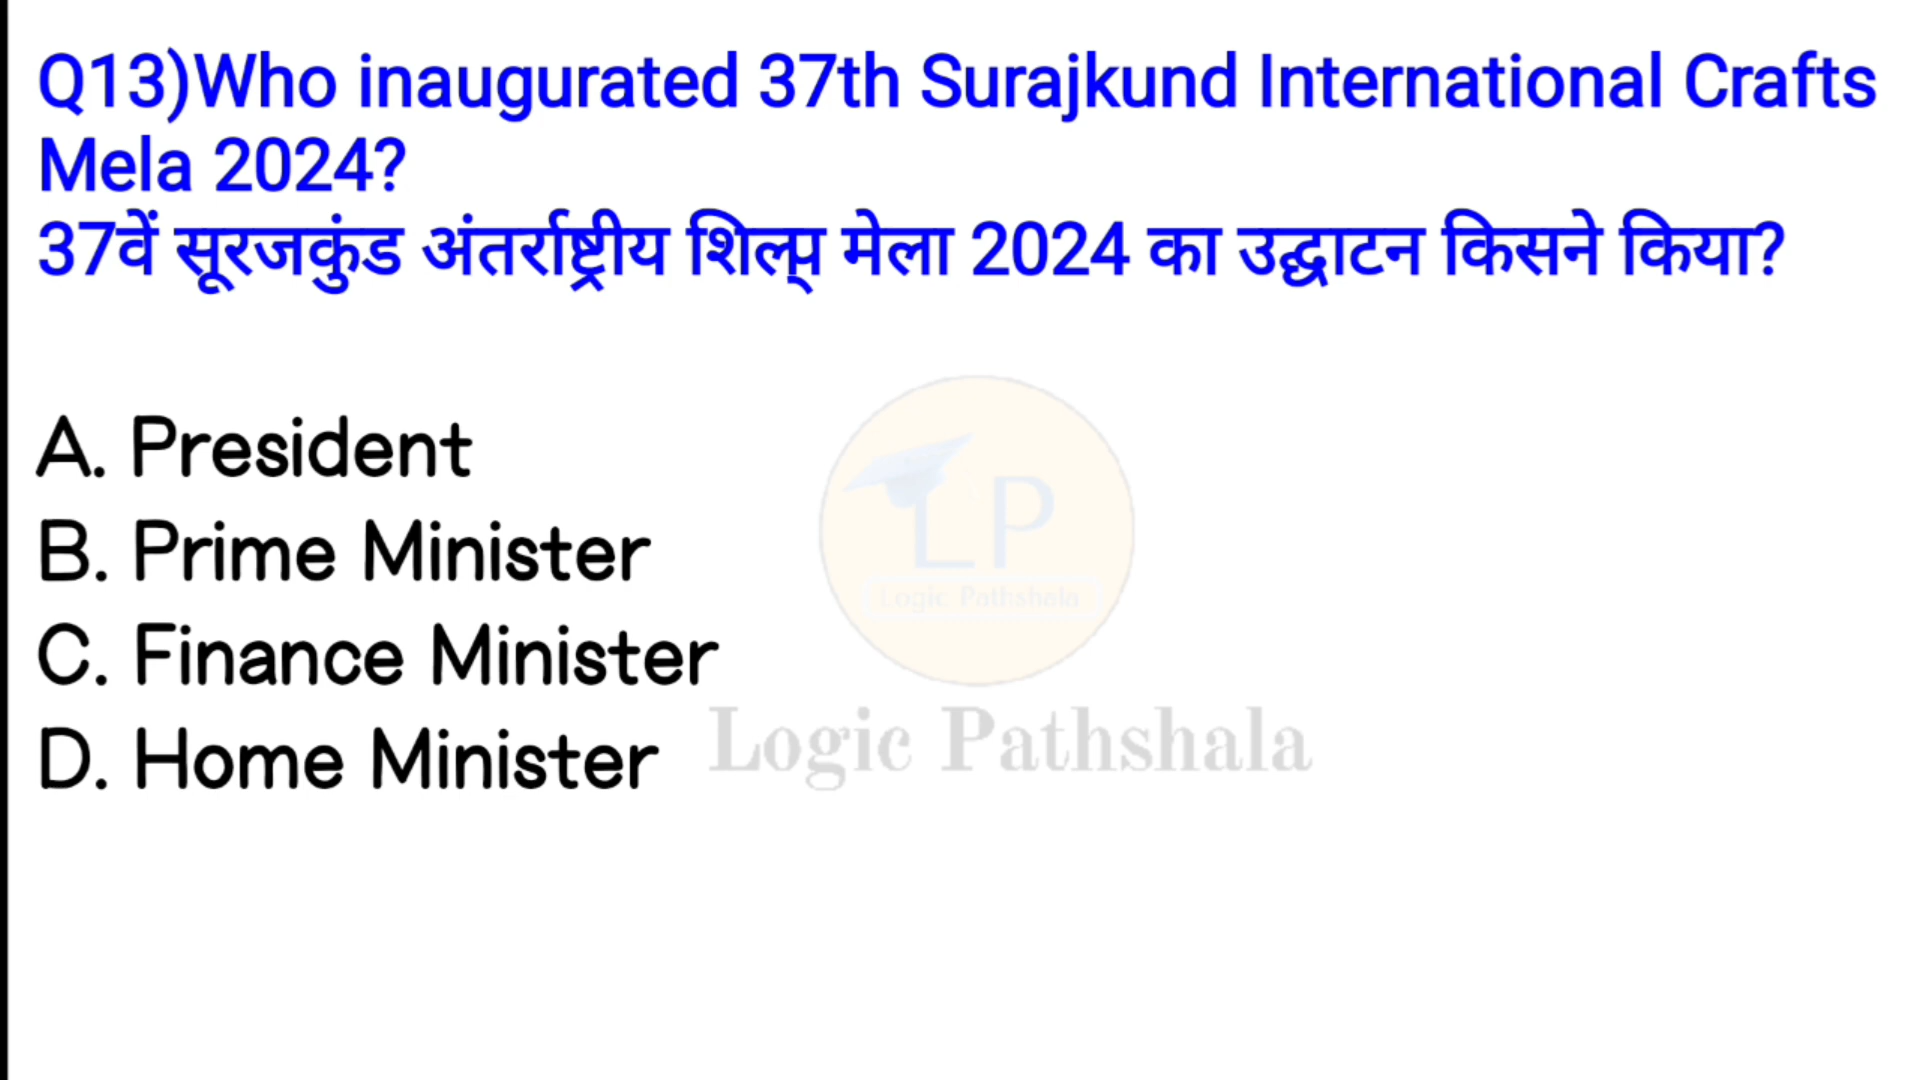 Q13)Who inaugurated 37th Surajkund International Crafts
Mela 2024?
37वें सूरजकुंड अंतर्राष्ट्रीय शिल्प मेला 2024 का उद्घाटन किसने किया?
A. President
B. Prime Minister
C. Finance Minister
D. Home Minister
LP
Logic Pathshala
Logic Pathshala